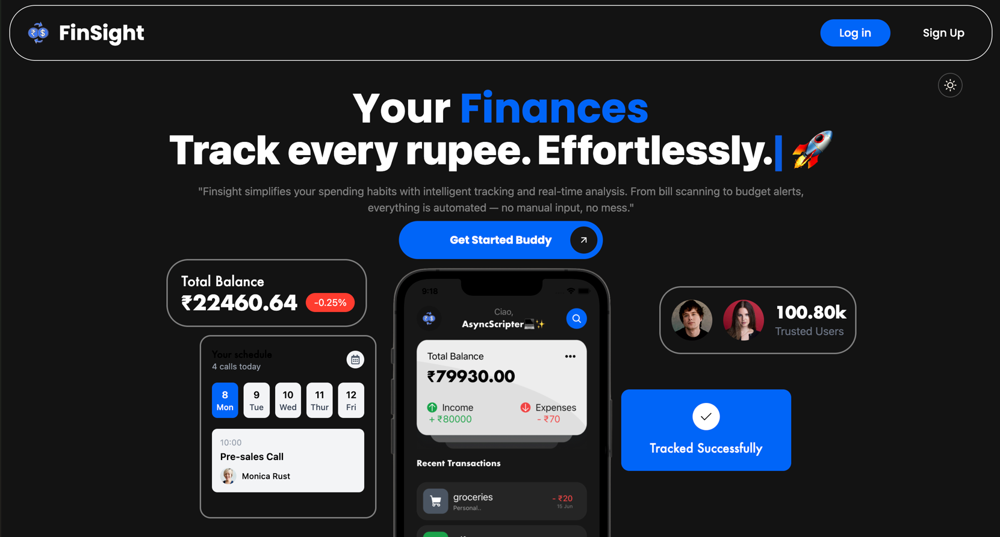 FinSight
Log in
Sign Up
Your Finances
Track every rupee. Effortlessly.| 🚀
"Finsight simplifies your spending habits with intelligent tracking and real-time analysis. From bill scanning to budget alerts,
everything is automated — no manual input, no mess."
Get Started Buddy
Total Balance
₹22460.64 -0.25%
Your schedule
4 calls today
8 9 10 11 12
Mon Tue Wed Thur Fri
10:00
Pre-sales Call
Monica Rust
9:18
Ciao,
AsyncScripter💻✨
Total Balance
₹79930.00
Income Expenses
+ ₹80000 - ₹70
Recent Transactions
groceries - ₹20
Personal.. 15 Jun
100.80k
Trusted Users
Tracked Successfully